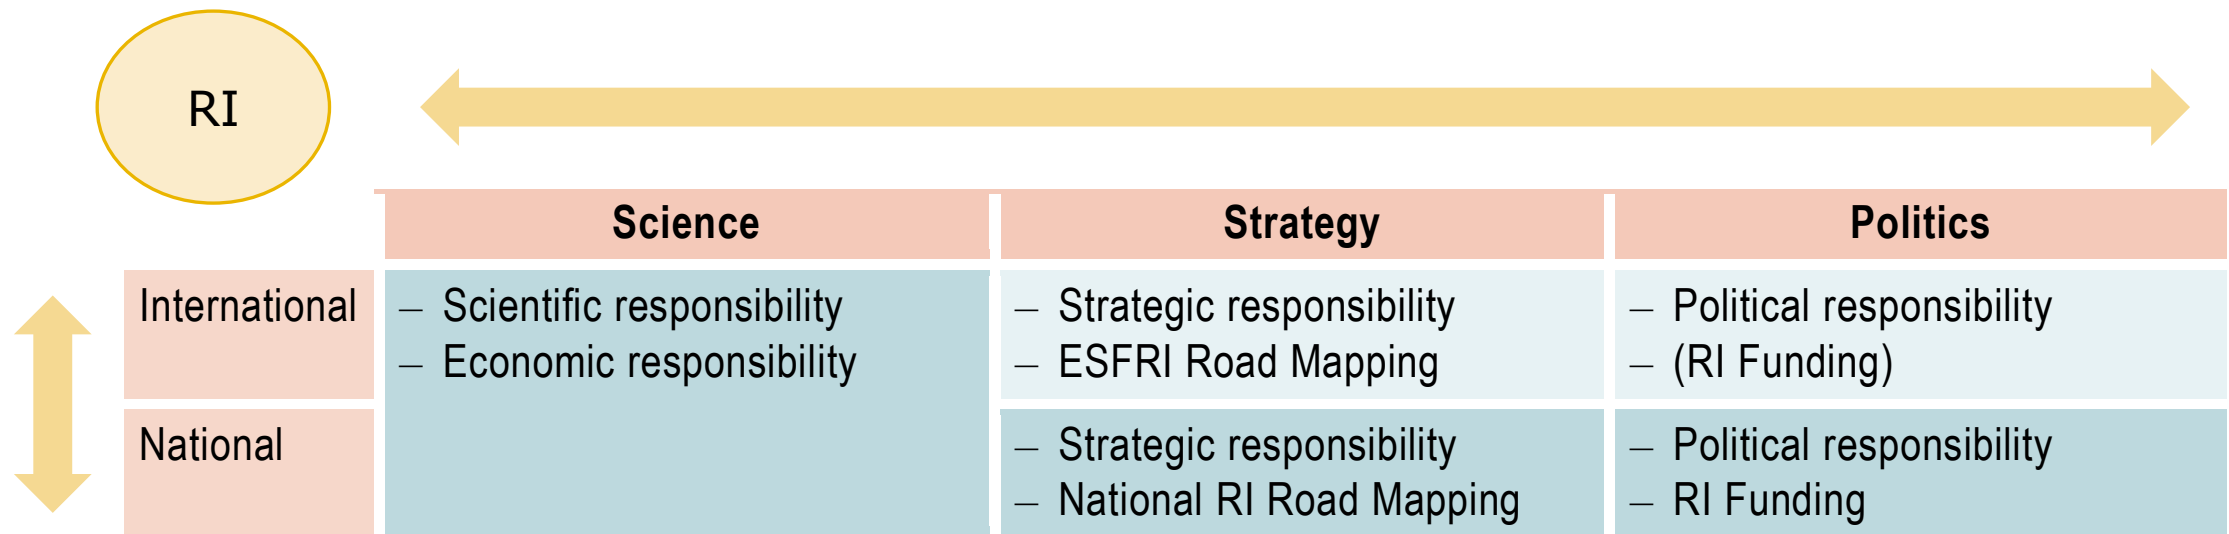 RI
Science
Strategy
Politics
International
– Scientific responsibility
– Economic responsibility
– Strategic responsibility
– ESFRI Road Mapping
– Political responsibility
– (RI Funding)
National
– Strategic responsibility
– National RI Road Mapping
– Political responsibility
– RI Funding